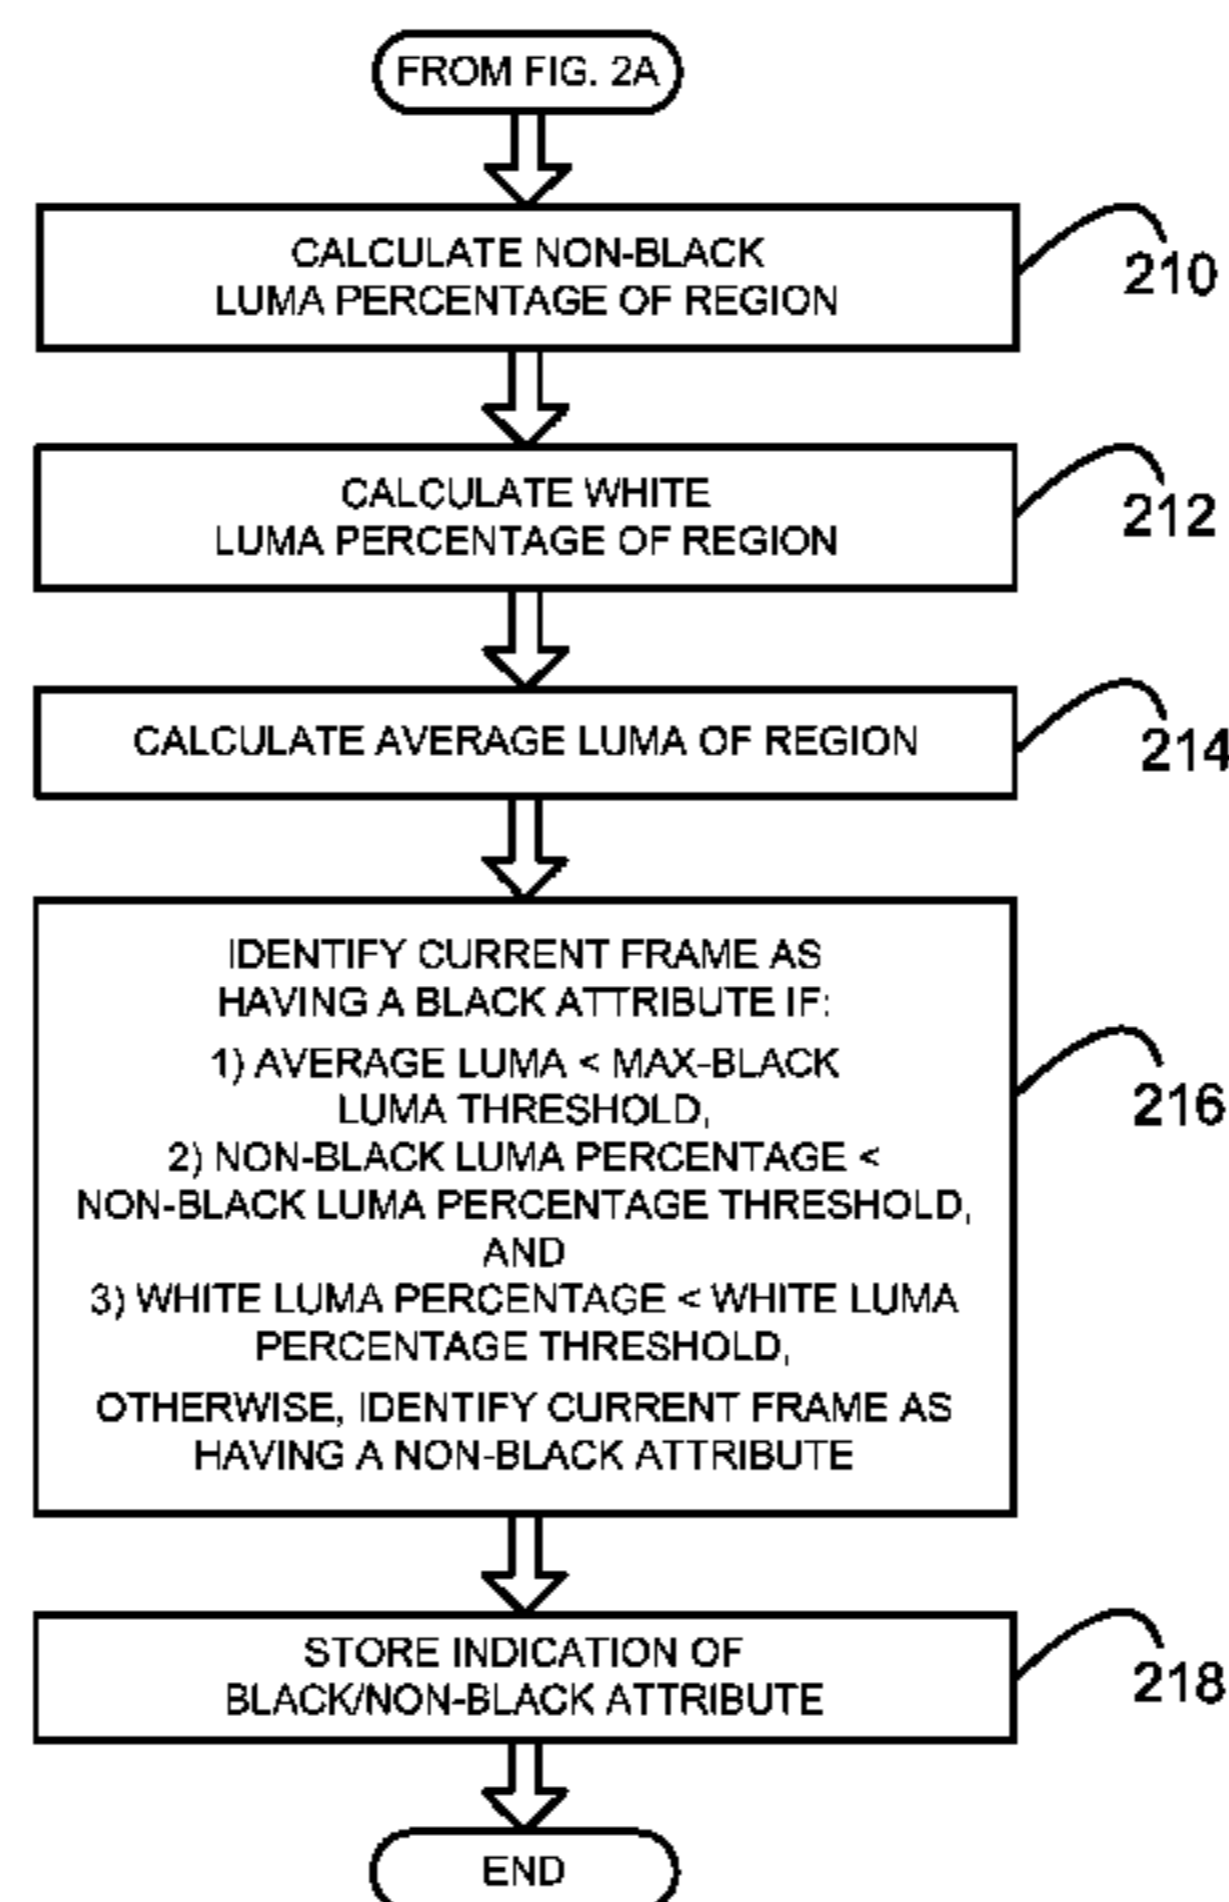 FROM FIG. 2A
CALCULATE NON-BLACK
LUMA PERCENTAGE OF REGION
210
CALCULATE WHITE
LUMA PERCENTAGE OF REGION
212
CALCULATE AVERAGE LUMA OF REGION
214
IDENTIFY CURRENT FRAME AS
HAVING A BLACK ATTRIBUTE IF:
1) AVERAGE LUMA < MAX-BLACK
LUMA THRESHOLD,
2) NON-BLACK LUMA PERCENTAGE <
NON-BLACK LUMA PERCENTAGE THRESHOLD,
AND
3) WHITE LUMA PERCENTAGE < WHITE LUMA
PERCENTAGE THRESHOLD,
OTHERWISE, IDENTIFY CURRENT FRAME AS
HAVING A NON-BLACK ATTRIBUTE
216
STORE INDICATION OF
BLACK/NON-BLACK ATTRIBUTE
218
END